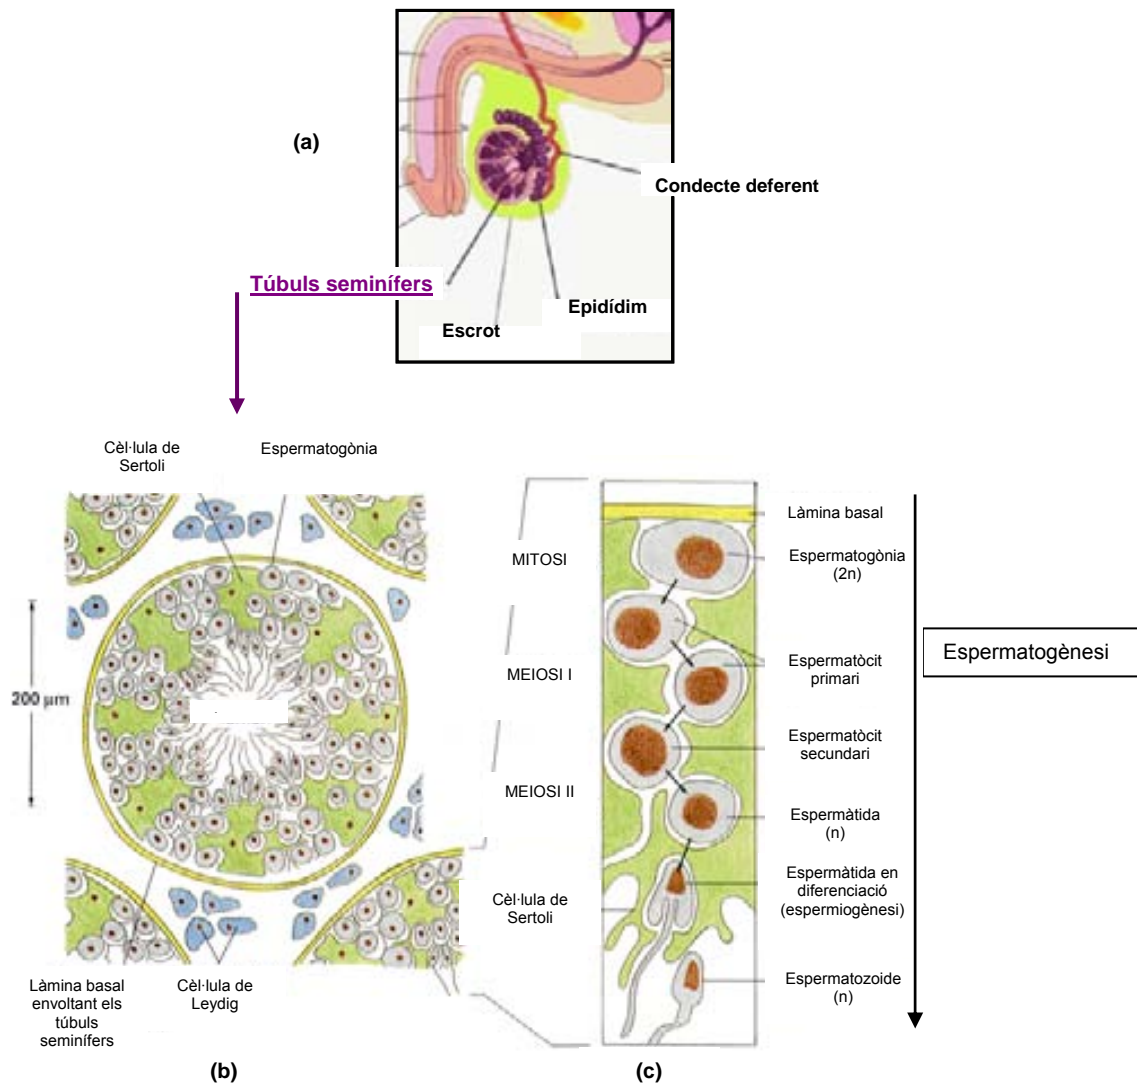 (a)
Condecte deferent
Túbuls seminífers
Epidídim
Escrot
Cèl·lula de
Sertoli
Espermatogònia
200 µm
Làmina basal
envoltant els
túbuls
seminífers
Cèl·lula de
Leydig
(b)
MITOSI
MEIOSI I
MEIOSI II
Cèl·lula de
Sertoli
Làmina basal
Espermatogònia
(2n)
Espermatòcit
primari
Espermatòcit
secundari
Espermàtida
(n)
Espermàtida en
diferenciació
(espermiogènesi)
Espermatozoide
(n)
(c)
Espermatogènesi